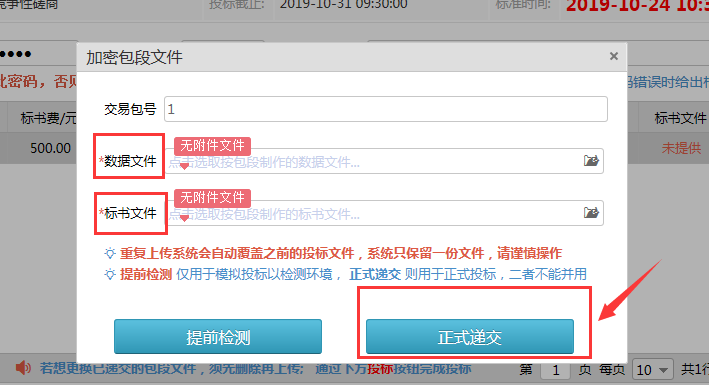 竞争性磋商 投标截止: 2019-10-31 09:30:00 标准时间: 2019-10-24 10:3
加密包段文件 ×
比密码，否见 码错误时给出
交易包号 1
标书费/元 标书文件
无附件文件
*数据文件 点击选取按包段制作的数据文件...
500.00 未提供
无附件文件
*标书文件 点击选取按包段制作的标书文件...
重复上传系统会自动覆盖之前的投标文件，系统只保留一份文件，请谨慎操作
提前检测 仅用于模拟投标以检测环境， 正式递交 则用于正式投标，二者不能并用
提前检测 正式递交
若想更换已递交的包段文件，须先删除再上传; 通过下方投标按钮完成投标 第 1 页 每页 10 共1行